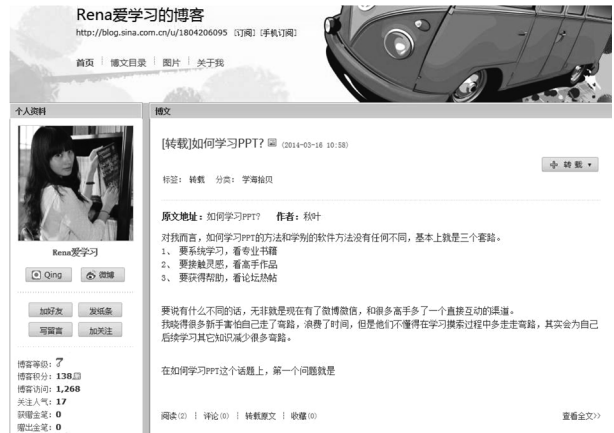 Rena爱学习的博客
http://blog.sina.com.cn/u/1804206095 [订阅] [手机订阅]
首页 博文目录 图片 关于我
个人资料
Rena爱学习
Qing 微博
加好友 发纸条
写留言 加关注
博客等级：7
博客积分：138
博客访问：1,268
关注人气：17
获赠金笔：0
赠出金笔：0
博文
[转载]如何学习PPT? (2014-03-16 10:58)
转载
标签： 转载 分类： 学海拾贝
原文地址：如何学习PPT? 作者：秋叶
对我而言，如何学习PPT的方法和学别的软件方法没有任何不同，基本上就是三个套路。
1、 要系统学习，看专业书籍
2、 要接触灵感，看高手作品
3、 要获得帮助，看论坛热帖
要说有什么不同的话，无非就是现在有了微博微信，和很多高手多了一个直接互动的渠道。
我晓得很多新手害怕自己走了弯路，浪费了时间，但是他们不懂得在学习摸索过程中多走走弯路，其实会为自己
后续学习其它知识减少很多弯路。
在如何学习PPT这个话题上，第一个问题就是
阅读(2) ┊ 评论(0) ┊ 转载原文 ┊ 收藏(0) 查看全文>>